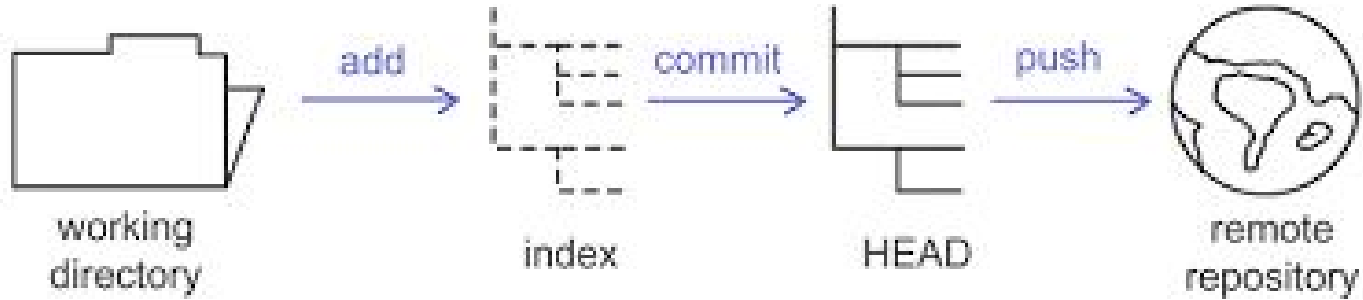 add
commit
push
working
directory
index
HEAD
remote
repository